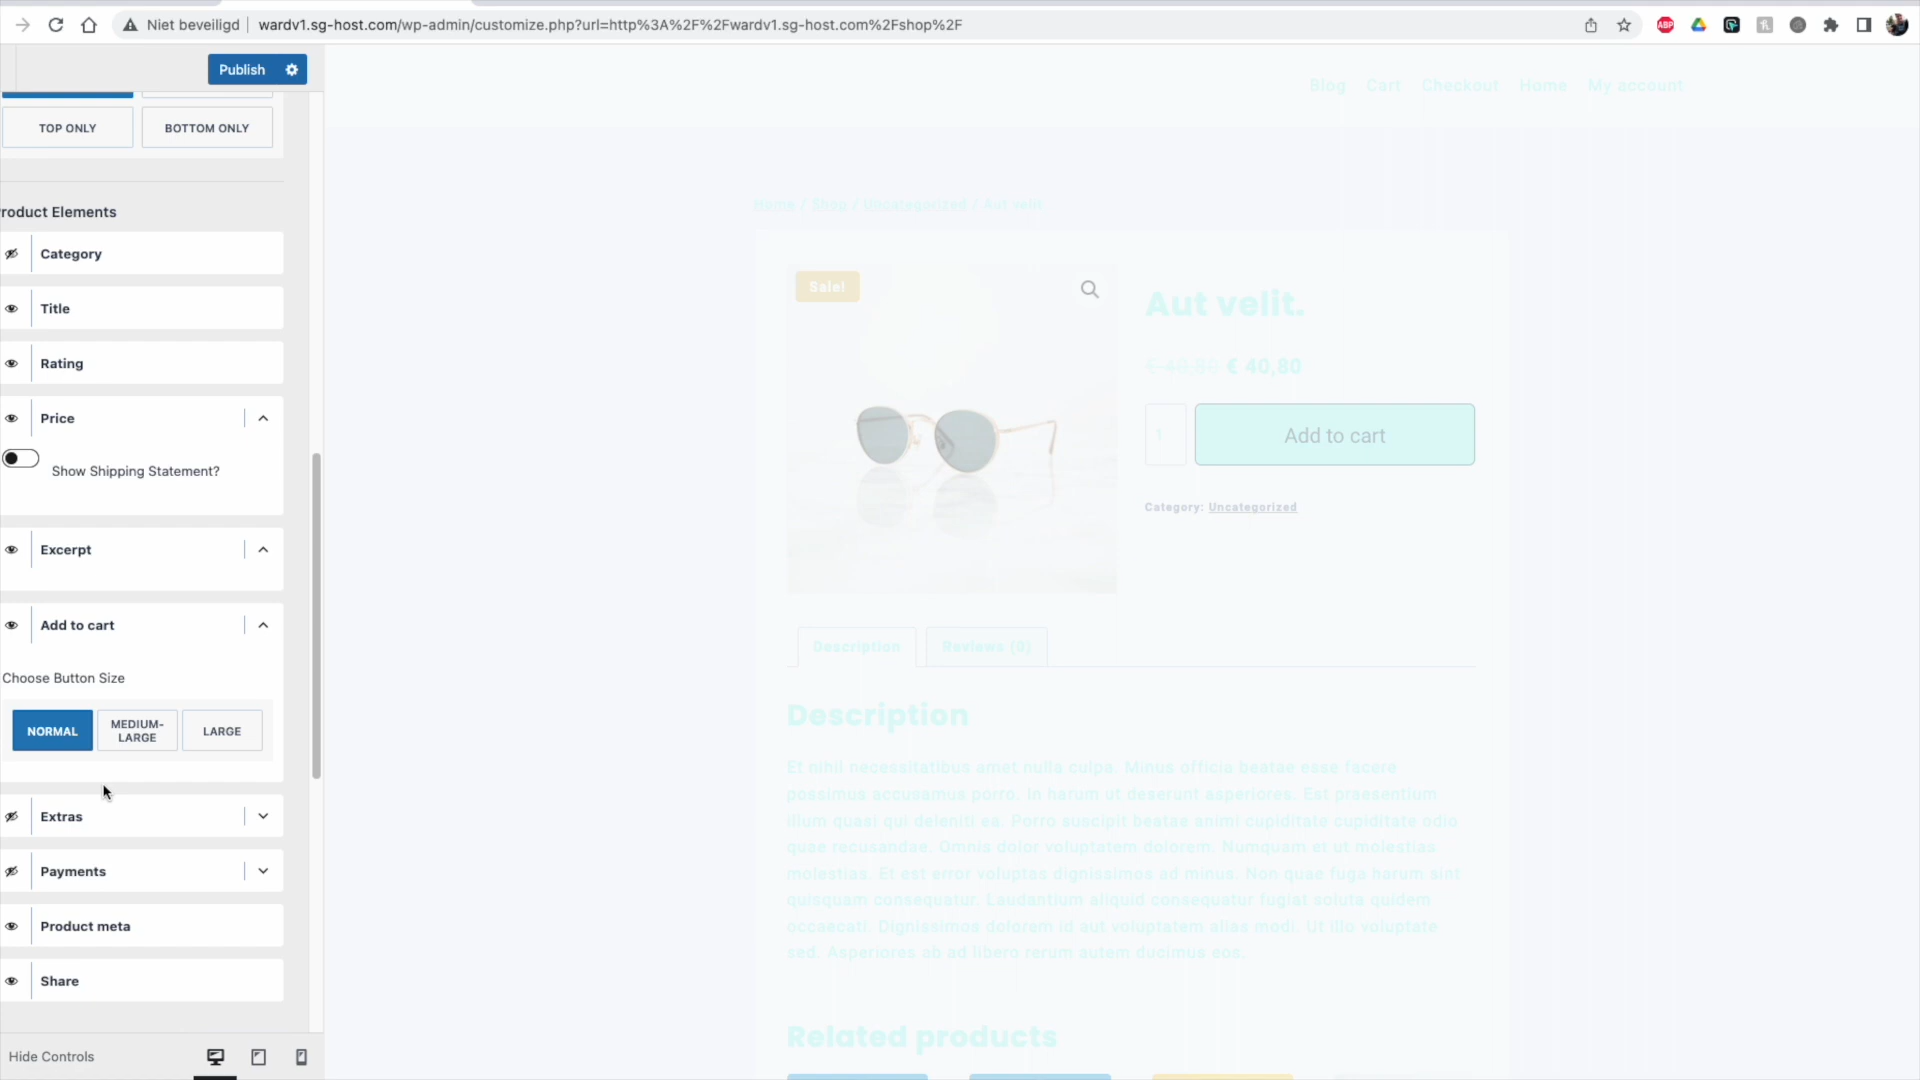 Niet beveiligd
wardv1.sg-host.com/wp-admin/customize.php?url=http%3A%2F%2Fwardv1.sg-host.com%2Fshop%2F
ABP
Publish
TOP ONLY
BOTTOM ONLY
roduct Elements
Category
Title
Rating
Price
Show Shipping Statement?
Excerpt
Add to cart
Choose Button Size
NORMAL
MEDIUM-
LARGE
LARGE
Extras
Payments
Product meta
Share
Hide Controls
Blog Cart Checkout Home My account
Home / Shop / Uncategorized / Aut velit.
Sale!
Aut velit.
€ 40,80
1
Add to cart
Category: Uncategorized
Description
Reviews (0)
Description
Et nihil necessitatibus amet nulla culpa. Minus officia beatae esse facere
possimus accusamus porro. In harum ut deserunt asperiores. Est praesentium
illum quasi qui deleniti ea. Porro suscipit beatae animi cupiditate cupiditate odio
quae recusandae. Omnis dolor voluptatem dolorem. Numquam et ut molestias
molestias. Et est error voluptas dignissimos ad minus. Non quae fuga harum sint
quisquam consequatur. Laudantium aliquid consequatur fugiat soluta quidem
occaecati. Dignissimos dolorem id aut voluptatem alias modi. Ut illo voluptate
sed. Asperiores ab ad libero rerum autem ducimus eos.
Related products